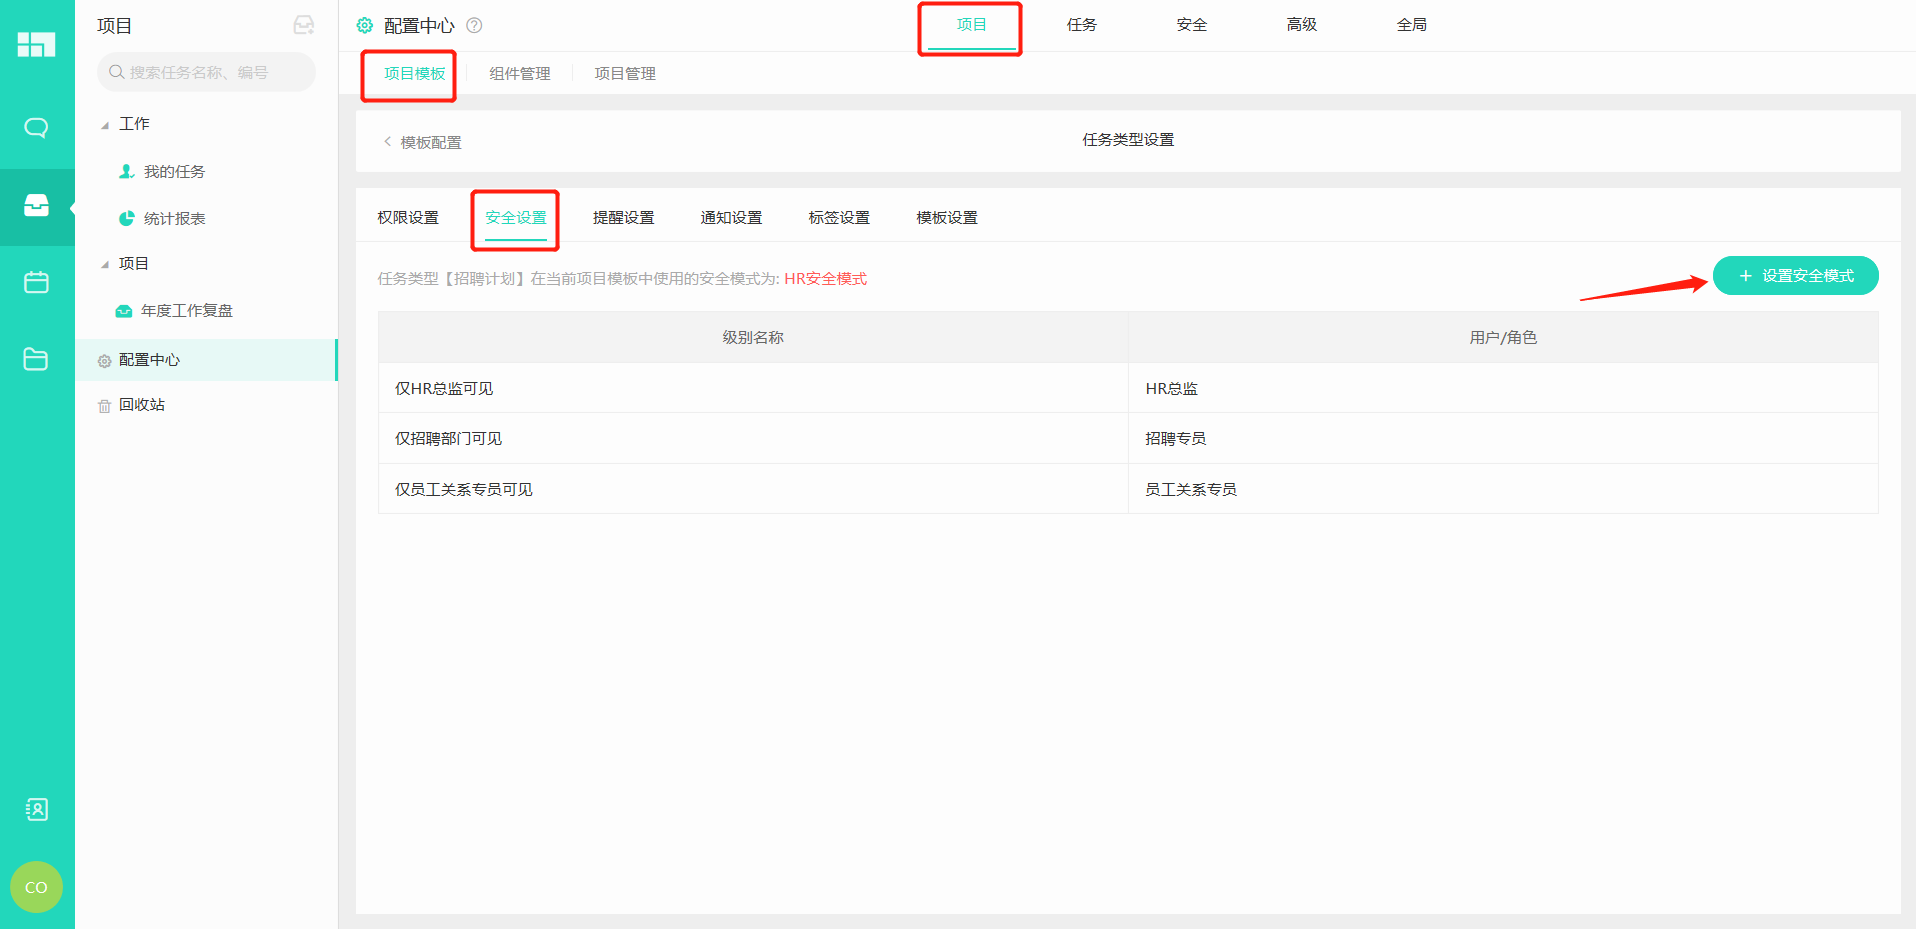 项目
搜索任务名称、编号
工作
我的任务
统计报表
项目
年度工作复盘
配置中心
回收站
CO
配置中心
项目 任务 安全 高级 全局
项目模板 组件管理 项目管理
模板配置
任务类型设置
权限设置 安全设置 提醒设置 通知设置 标签设置 模板设置
任务类型【招聘计划】在当前项目模板中使用的安全模式为: HR安全模式
+ 设置安全模式
级别名称 用户/角色
仅HR总监可见 HR总监
仅招聘部门可见 招聘专员
仅员工关系专员可见 员工关系专员